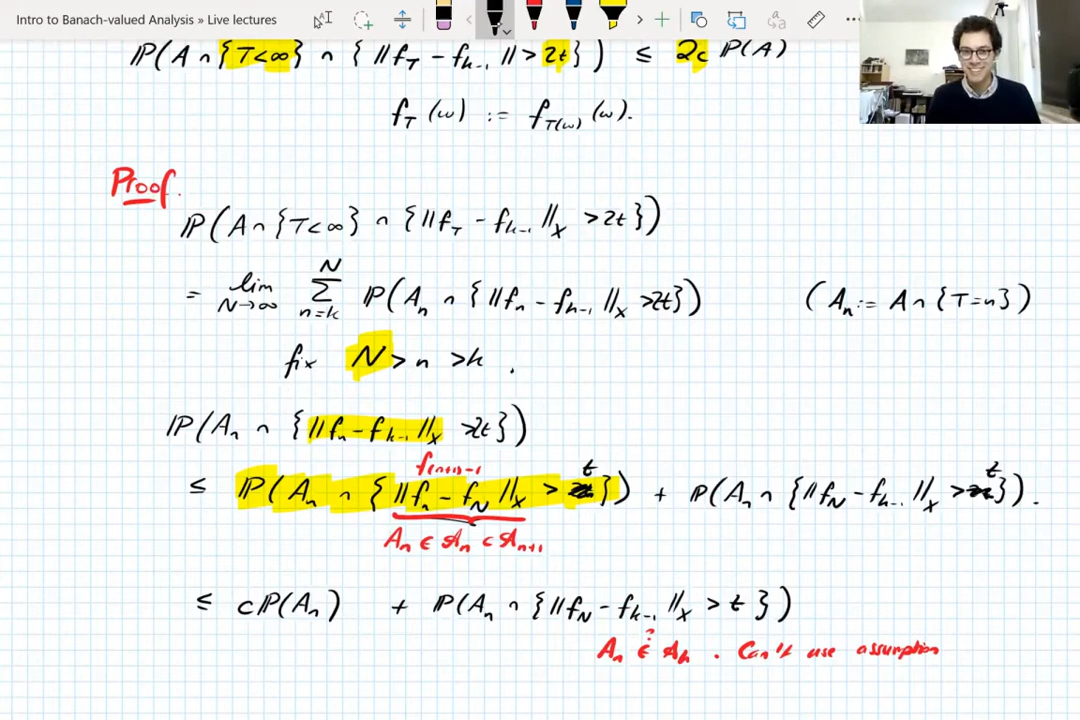 Intro to Banach-valued Analysis » Live lectures
ℙ(A ∩ {T<∞} ∩ {‖f_T − f_{k-1}‖ > 2t}) ≤ 2c ℙ(A)
f_T(ω) := f_{T(ω)}(ω).
Proof.
ℙ(A ∩ {T<∞} ∩ {‖f_T − f_{k-1}‖_X > 2t})
= lim_{N→∞} Σ_{n=k}^{N} ℙ(A_n ∩ {‖f_n − f_{k-1}‖_X > 2t}) (A_n := A ∩ {T=n})
fix N > n > k.
ℙ(A_n ∩ {‖f_n − f_{k-1}‖_X > 2t})
f_{(n+1)-1}
≤ ℙ(A_n ∩ {‖f_n − f_N‖_X > t}) + ℙ(A_n ∩ {‖f_N − f_{k-1}‖_X > t}).
A_n ∈ 𝒜_n ⊂ 𝒜_{n+1}
≤ cℙ(A_n) + ℙ(A_n ∩ {‖f_N − f_{k-1}‖_X > t})
?
A_n ∈ 𝒜_k. Can't use assumption